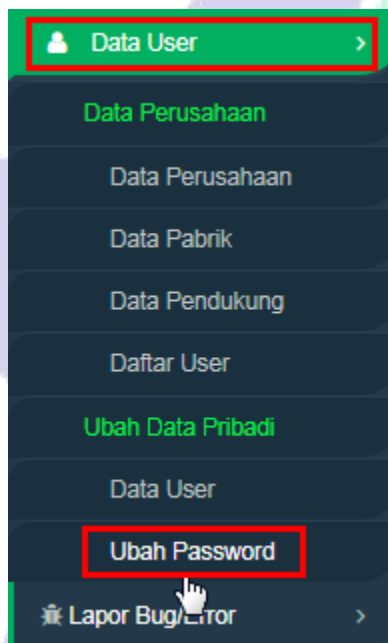 Data User
Data Perusahaan
Data Perusahaan
Data Pabrik
Data Pendukung
Daftar User
Ubah Data Pribadi
Data User
Ubah Password
Lapor Bug/Error